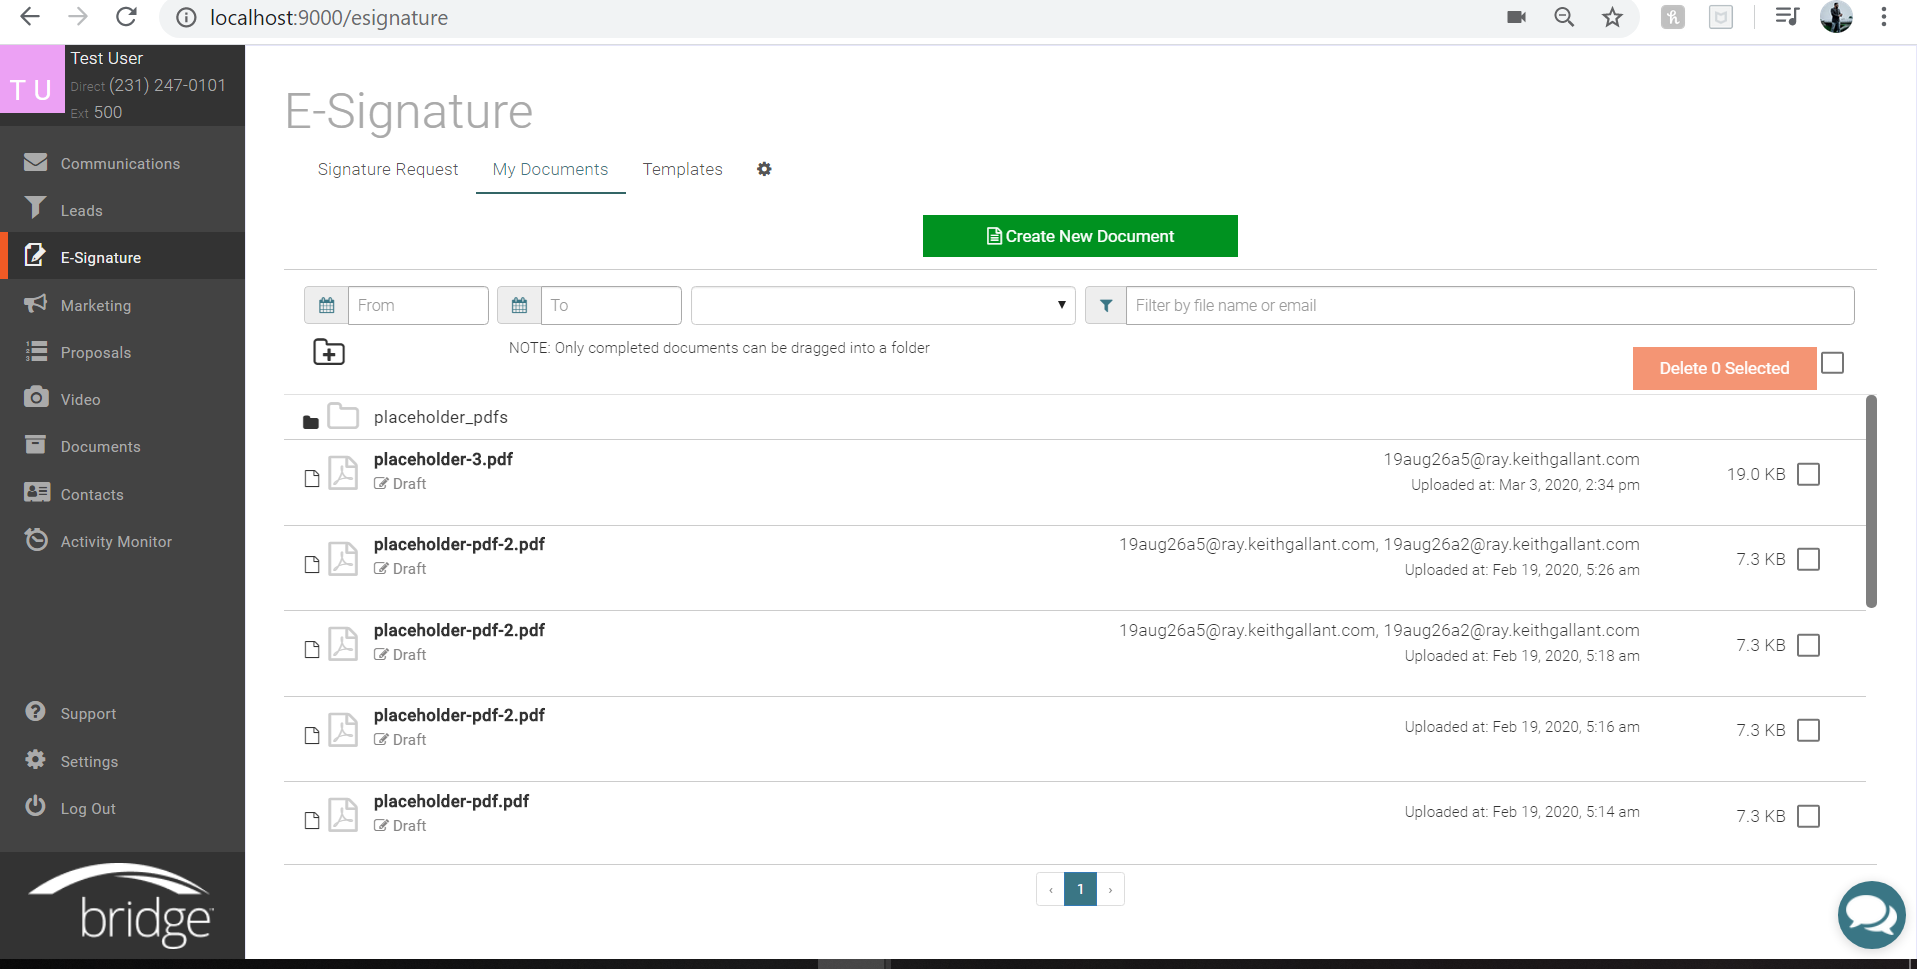 localhost:9000/esignature
T U
Test User
Direct (231) 247-0101
Ext 500
Communications
Leads
E-Signature
Marketing
Proposals
Video
Documents
Contacts
Activity Monitor
Support
Settings
Log Out
bridge™
E-Signature
Signature Request My Documents Templates
Create New Document
From To Filter by file name or email
NOTE: Only completed documents can be dragged into a folder
Delete 0 Selected
placeholder_pdfs
placeholder-3.pdf 19aug26a5@ray.keithgallant.com
Draft Uploaded at: Mar 3, 2020, 2:34 pm 19.0 KB
placeholder-pdf-2.pdf 19aug26a5@ray.keithgallant.com, 19aug26a2@ray.keithgallant.com
Draft Uploaded at: Feb 19, 2020, 5:26 am 7.3 KB
placeholder-pdf-2.pdf 19aug26a5@ray.keithgallant.com, 19aug26a2@ray.keithgallant.com
Draft Uploaded at: Feb 19, 2020, 5:18 am 7.3 KB
placeholder-pdf-2.pdf
Draft Uploaded at: Feb 19, 2020, 5:16 am 7.3 KB
placeholder-pdf.pdf
Draft Uploaded at: Feb 19, 2020, 5:14 am 7.3 KB
‹ 1 ›